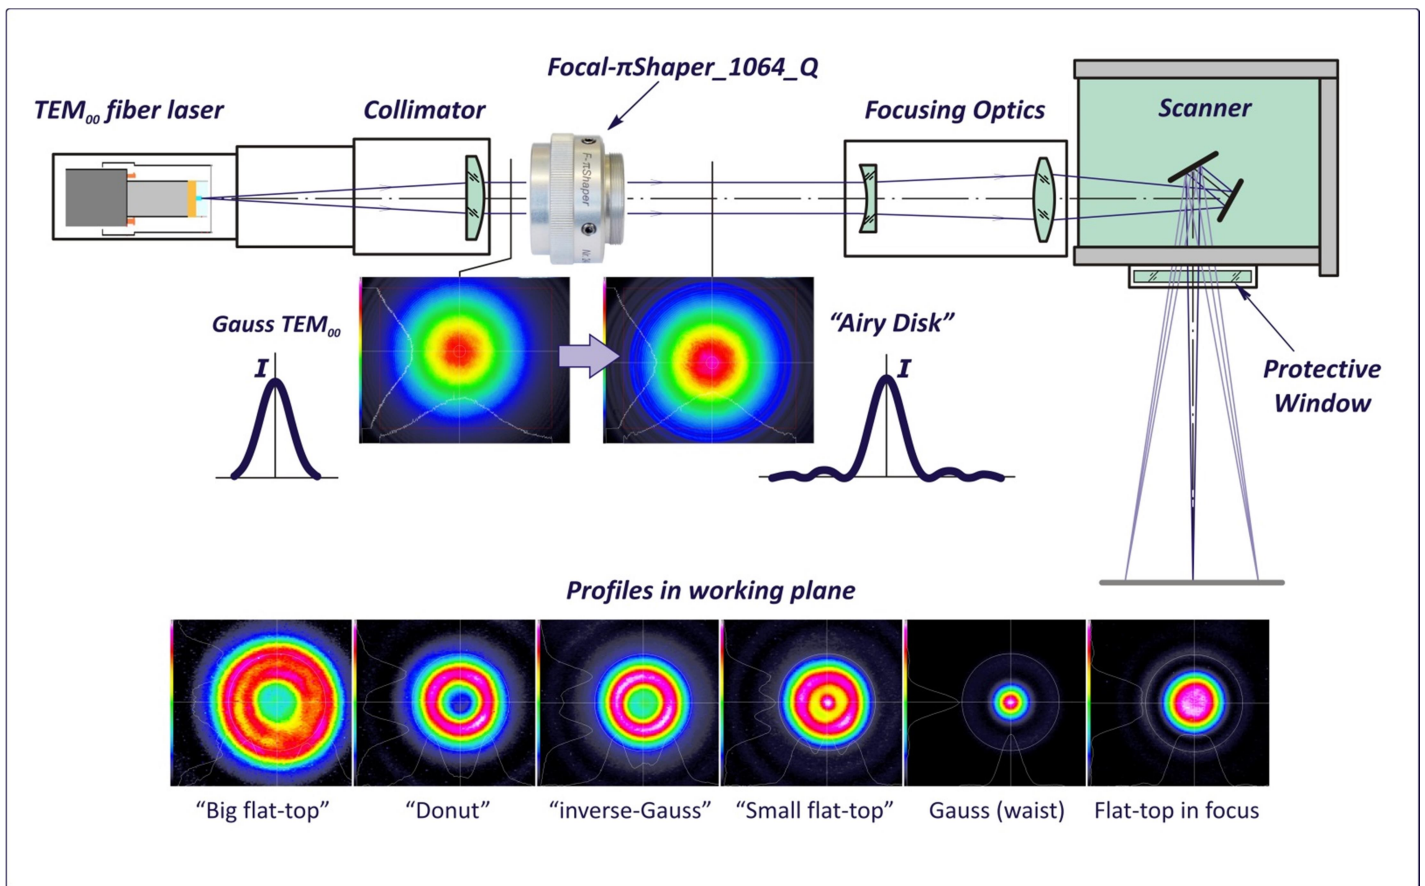 Focal-πShaper_1064_Q
TEM₀₀ fiber laser
Collimator
Focusing Optics
Scanner
F-πShaper
Gauss TEM₀₀
I
"Airy Disk"
I
Protective
Window
Profiles in working plane
"Big flat-top"
"Donut"
"inverse-Gauss"
"Small flat-top"
Gauss (waist)
Flat-top in focus